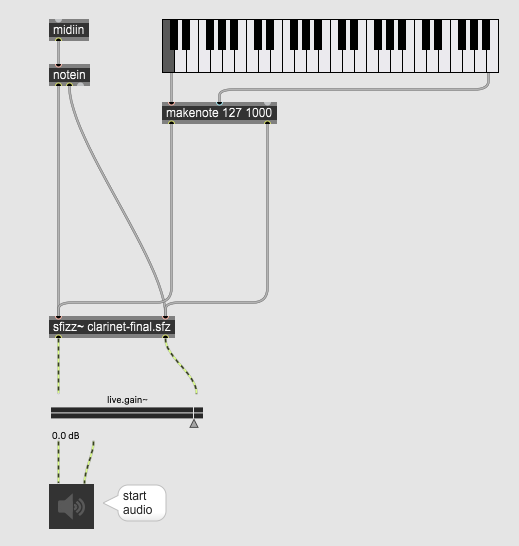 midiin
notein
makenote 127 1000
sfizz~ clarinet-final.sfz
live.gain~
0.0 dB
start
audio